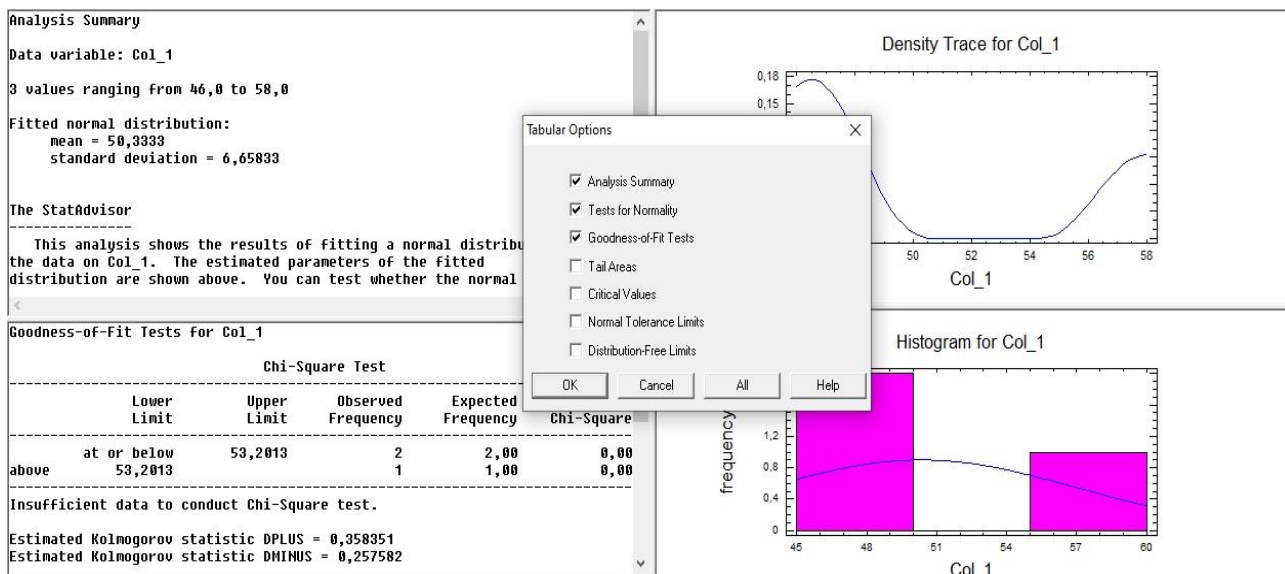 Analysis Summary
Data variable: Col_1
3 values ranging from 46,0 to 58,0
Fitted normal distribution:
mean = 50,3333
standard deviation = 6,65833
The StatAdvisor
----------------
This analysis shows the results of fitting a normal distribu
the data on Col_1. The estimated parameters of the fitted
distribution are shown above. You can test whether the normal
Goodness-of-Fit Tests for Col_1
Chi-Square Test
Lower Upper Observed Expected
Limit Limit Frequency Frequency Chi-Square
at or below 53,2013 2 2,00 0,00
above 53,2013 1 1,00 0,00
Insufficient data to conduct Chi-Square test.
Estimated Kolmogorov statistic DPLUS = 0,358351
Estimated Kolmogorov statistic DMINUS = 0,257582
Tabular Options
Analysis Summary
Tests for Normality
Goodness-of-Fit Tests
Tail Areas
Critical Values
Normal Tolerance Limits
Distribution-Free Limits
OK Cancel All Help
Density Trace for Col_1
0,18
0,15
50 52 54 56 58
Col_1
Histogram for Col_1
frequency
1,2
0,8
0,4
0
45 48 51 54 57 60
Col_1